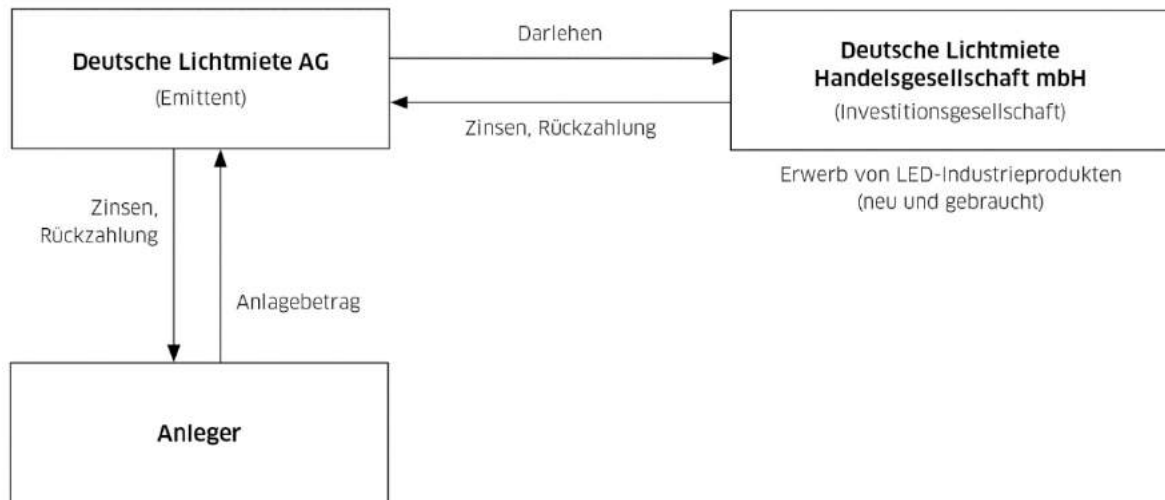 Deutsche Lichtmiete AG
(Emittent)
Darlehen
Zinsen, Rückzahlung
Deutsche Lichtmiete
Handelsgesellschaft mbH
(Investitionsgesellschaft)
Erwerb von LED-Industrieprodukten
(neu und gebraucht)
Zinsen,
Rückzahlung
Anlagebetrag
Anleger